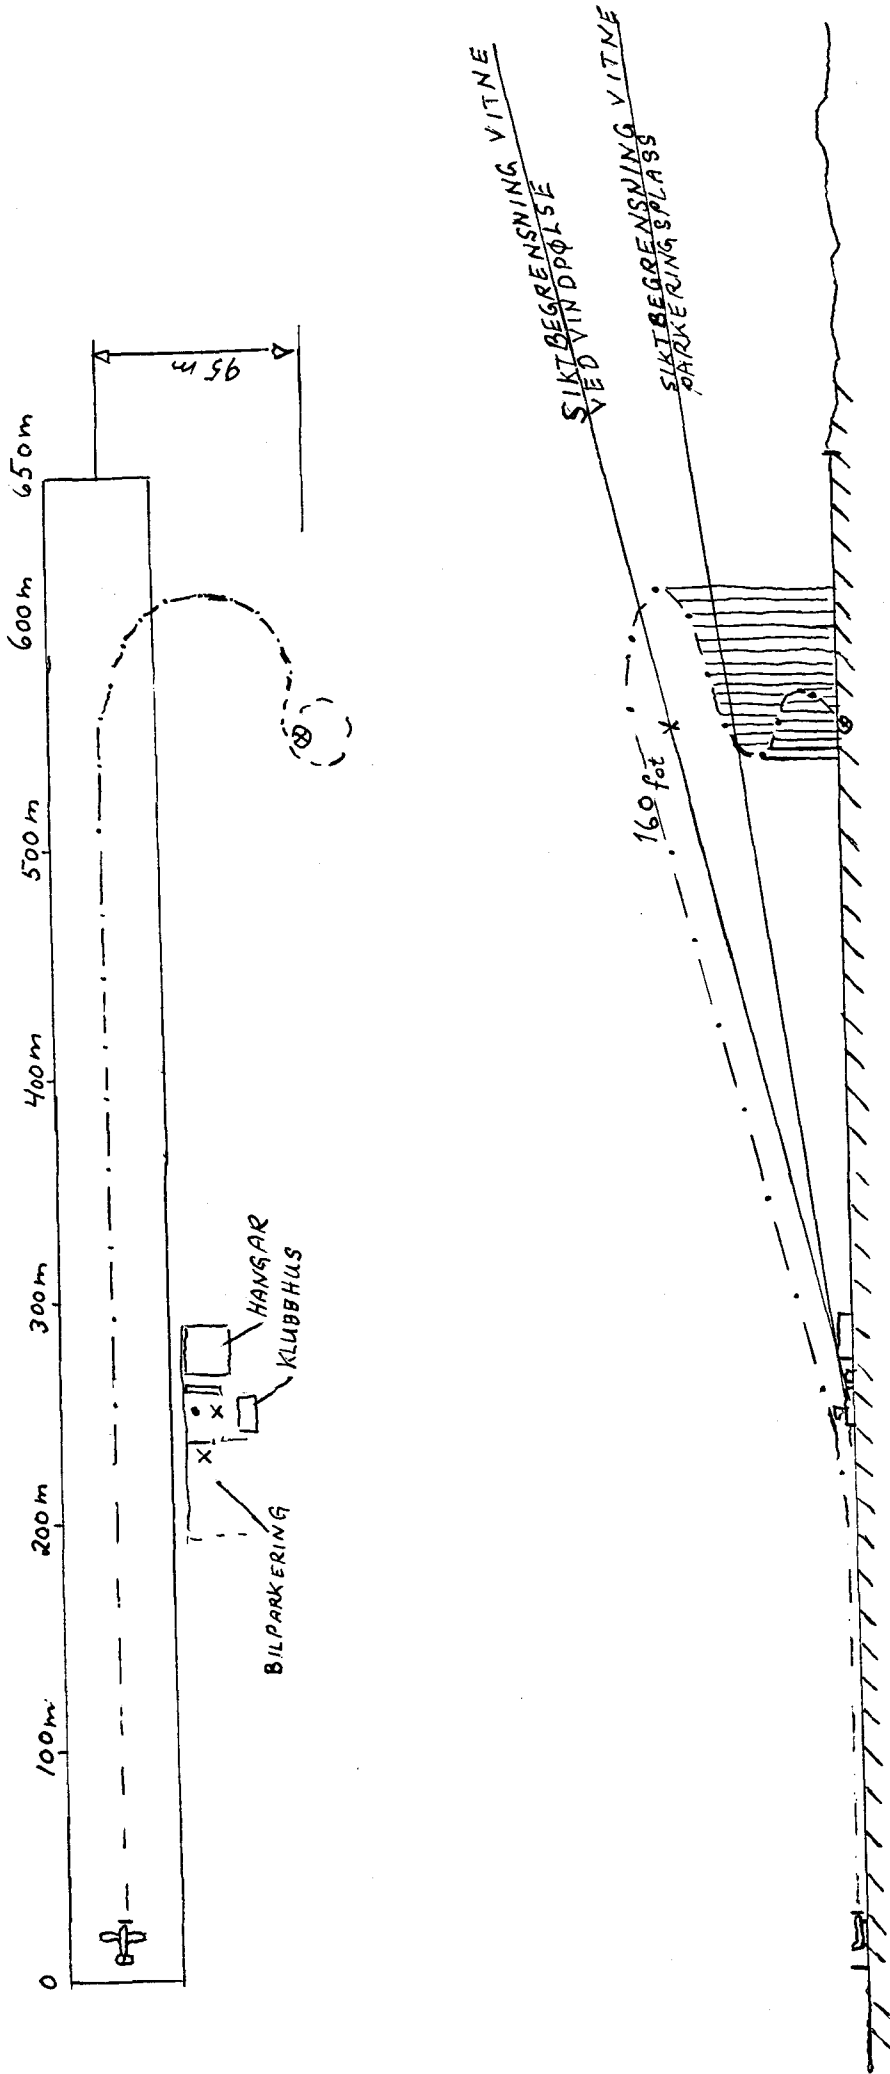 0
100m
200m
300m
400m
500m
600m
650m
95 m
BILPARKERING
HANGAR
KLUBBHUS
160 fot
SIKTBEGRENSNING VITNE
VED VINDPØLSE
SIKTBEGRENSNING VITNE
PARKERINGSPLASS